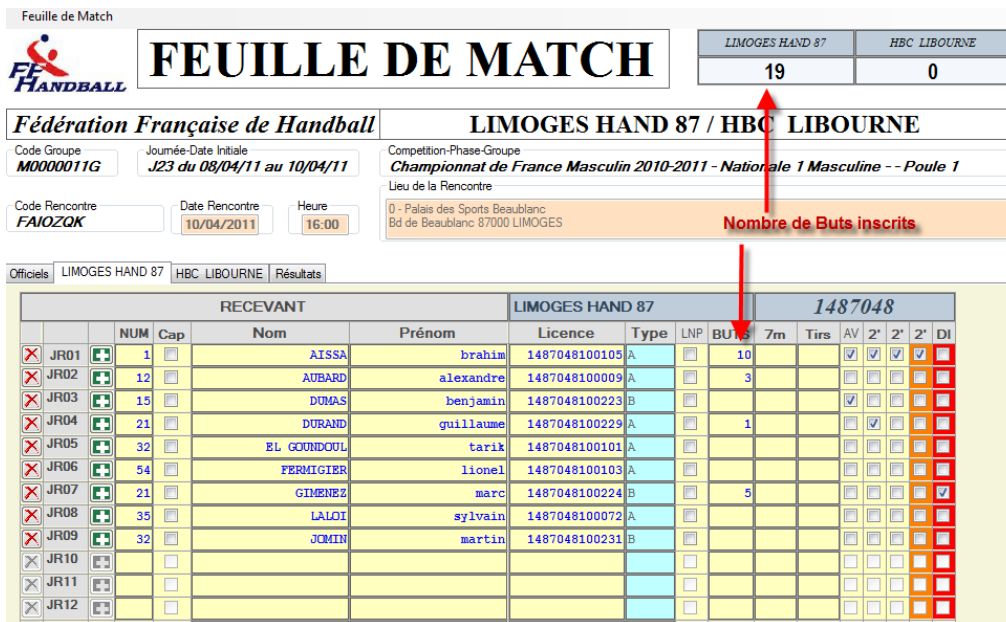 Feuille de Match
FF HANDBALL
FEUILLE DE MATCH
LIMOGES HAND 87 HBC LIBOURNE
19 0
Fédération Française de Handball LIMOGES HAND 87 / HBC LIBOURNE
Code Groupe Journée-Date Initiale Competition-Phase-Groupe
M0000011G J23 du 08/04/11 au 10/04/11 Championnat de France Masculin 2010-2011 - Nationale 1 Masculine - - Poule 1
Lieu de la Rencontre
Code Rencontre Date Rencontre Heure 0 - Palais des Sports Beaublanc
FAIOZQK 10/04/2011 16:00 Bd de Beaublanc 87000 LIMOGES
Nombre de Buts inscrits
Officiels LIMOGES HAND 87 HBC LIBOURNE Résultats
RECEVANT LIMOGES HAND 87 1487048
NUM Cap Nom Prénom Licence Type LNP BUTS 7m Tirs AV 2' 2' 2' DI
JR01 1 AISSA brahim 1487048100105 A 10
JR02 12 AUBARD alexandre 1487048100009 A 3
JR03 15 DUMAS benjamin 1487048100223 B
JR04 21 DURAND guillaume 1487048100229 A 1
JR05 32 EL GOUNDOUL tarik 1487048100101 A
JR06 54 FERMIGIER lionel 1487048100103 A
JR07 21 GIMENEZ marc 1487048100224 B 5
JR08 35 LALOI sylvain 1487048100072 A
JR09 32 JOMIN martin 1487048100231 B
JR10
JR11
JR12